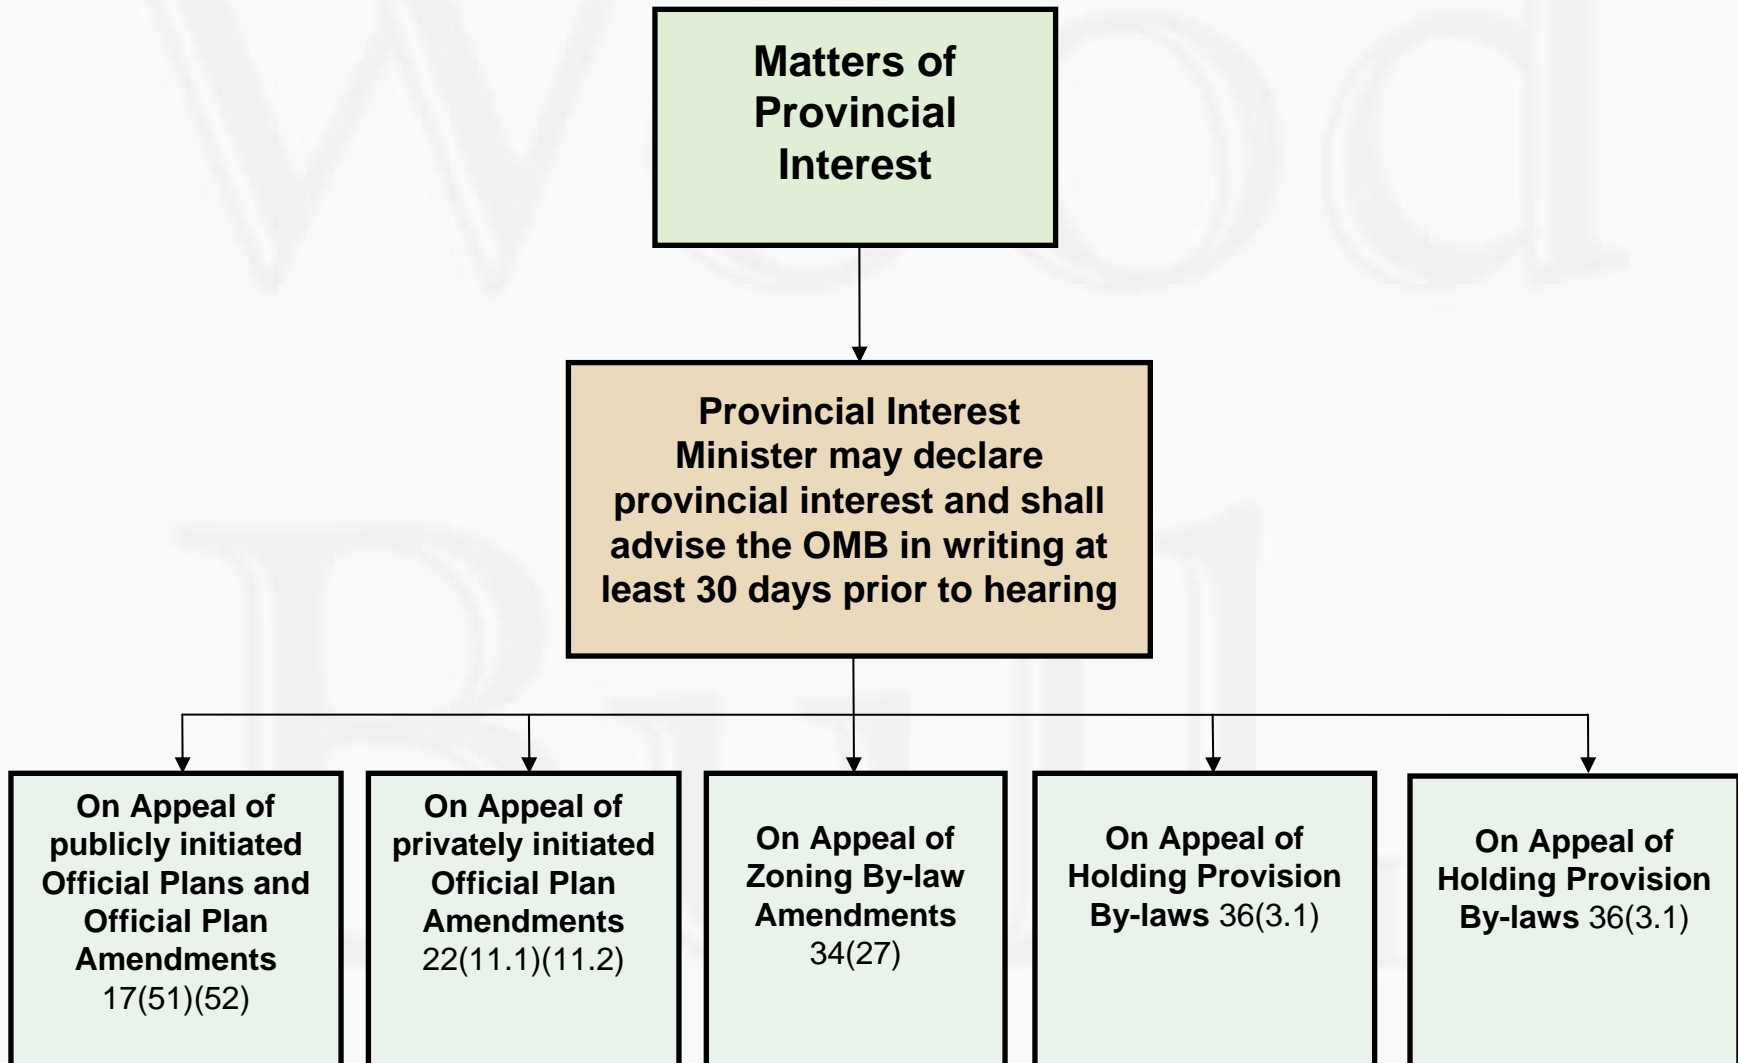 Matters of
Provincial
Interest
Provincial Interest
Minister may declare
provincial interest and shall
advise the OMB in writing at
least 30 days prior to hearing
On Appeal of
publicly initiated
Official Plans and
Official Plan
Amendments
17(51)(52)
On Appeal of
privately initiated
Official Plan
Amendments
22(11.1)(11.2)
On Appeal of
Zoning By-law
Amendments
34(27)
On Appeal of
Holding Provision
By-laws 36(3.1)
On Appeal of
Holding Provision
By-laws 36(3.1)
Wood
Bull